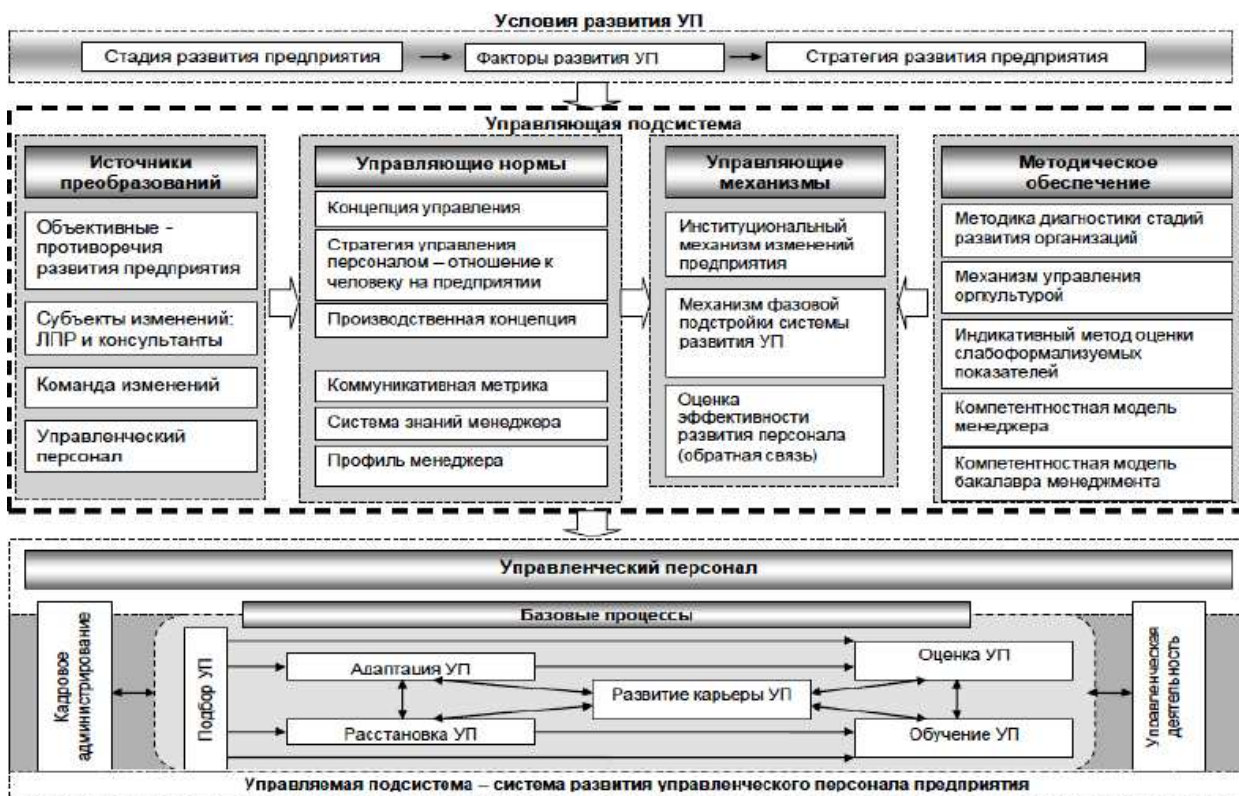 Условия развития УП
Стадия развития предприятия
Факторы развития УП
Стратегия развития предприятия
Управляющая подсистема
Источники
преобразований
Объективные -
противоречия
развития предприятия
Субъекты изменений:
ЛПР и консультанты
Команда изменений
Управленческий
персонал
Управляющие нормы
Концепция управления
Стратегия управления
персоналом – отношение к
человеку на предприятии
Производственная концепция
Коммуникативная метрика
Система знаний менеджера
Профиль менеджера
Управляющие
механизмы
Институциональный
механизм изменений
предприятия
Механизм фазовой
подстройки системы
развития УП
Оценка
эффективности
развития персонала
(обратная связь)
Методическое
обеспечение
Методика диагностики стадий
развития организаций
Механизм управления
оргкультурой
Индикативный метод оценки
слабоформализуемых
показателей
Компетентностная модель
менеджера
Компетентностная модель
бакалавра менеджмента
Управленческий персонал
Базовые процессы
Кадровое
администрирование
Подбор УП
Адаптация УП
Расстановка УП
Развитие карьеры УП
Оценка УП
Обучение УП
Управленческая
деятельность
Управляемая подсистема – система развития управленческого персонала предприятия